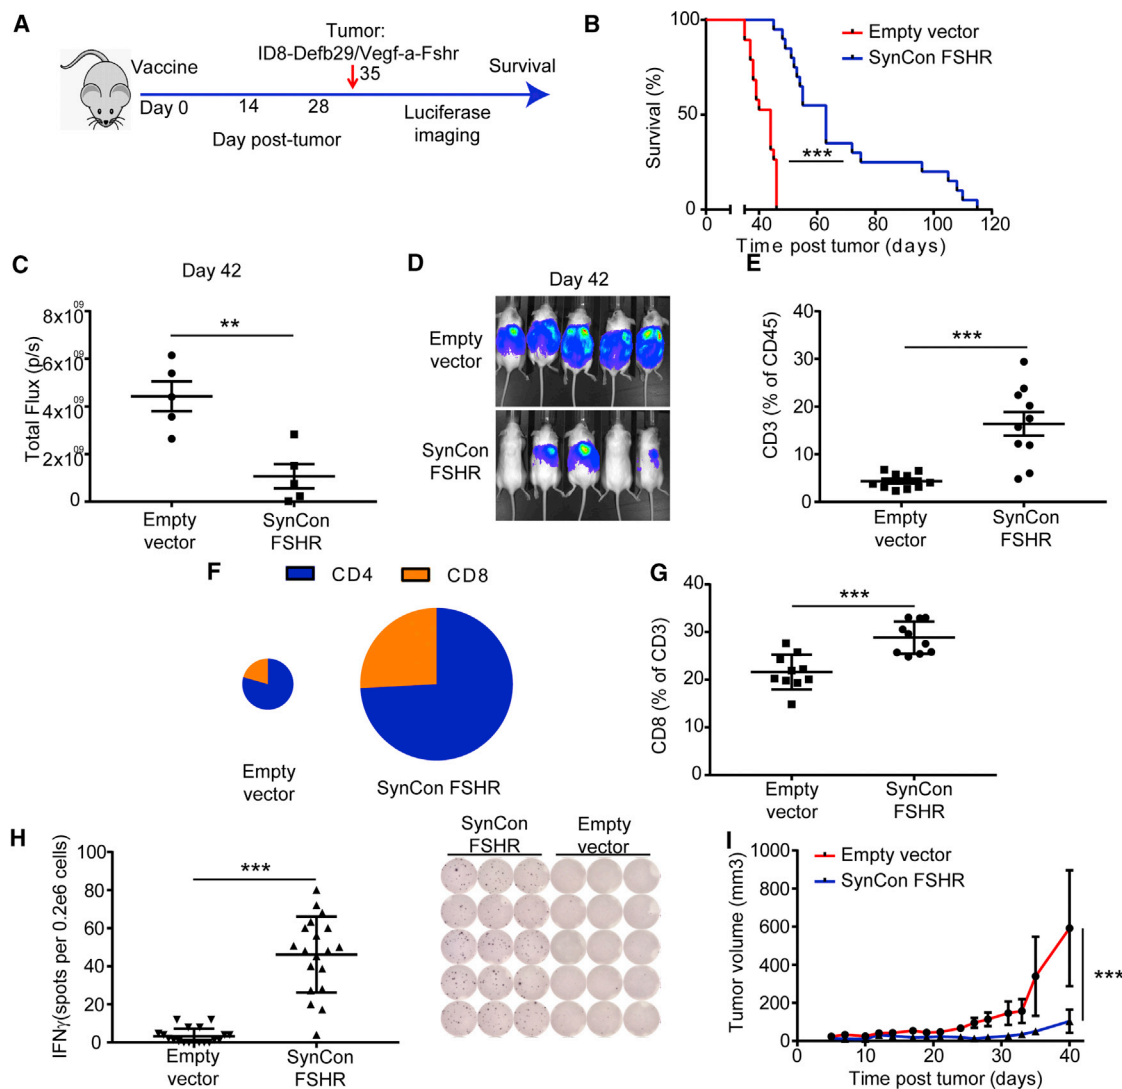 A
Tumor:
ID8-Defb29/Vegf-a-Fshr
Vaccine
35
Survival
Day 0
14
28
Day post-tumor
Luciferase
imaging
B
Empty vector
SynCon FSHR
Survival (%)
100
50
0
***
0 40 60 80 100 120
Time post tumor (days)
C
Day 42
Total Flux (p/s)
8x10^09
6x10^09
4x10^09
2x10^09
0
**
Empty
vector
SynCon
FSHR
D
Day 42
Empty
vector
SynCon
FSHR
E
CD3 (% of CD45)
40
30
20
10
0
***
Empty
vector
SynCon
FSHR
F
CD4
CD8
Empty
vector
SynCon FSHR
G
CD8 (% of CD3)
40
30
20
10
0
***
Empty
vector
SynCon
FSHR
H
IFNγ(spots per 0.2e6 cells)
100
80
60
40
20
0
***
Empty
vector
SynCon
FSHR
SynCon
FSHR
Empty
vector
I
Empty vector
SynCon FSHR
Tumor volume (mm3)
1000
800
600
400
200
0
***
0 10 20 30 40
Time post tumor (days)